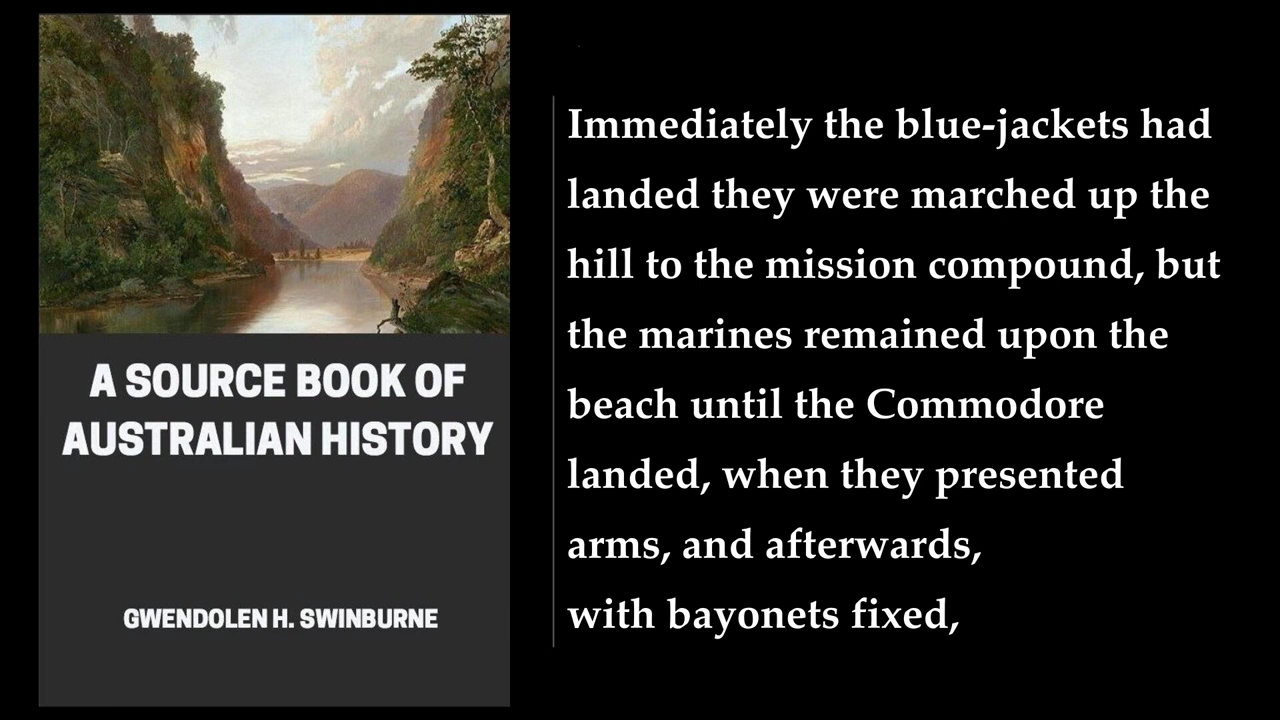 A SOURCE BOOK OF
AUSTRALIAN HISTORY
GWENDOLEN H. SWINBURNE
Immediately the blue-jackets had
landed they were marched up the
hill to the mission compound, but
the marines remained upon the
beach until the Commodore
landed, when they presented
arms, and afterwards,
with bayonets fixed,